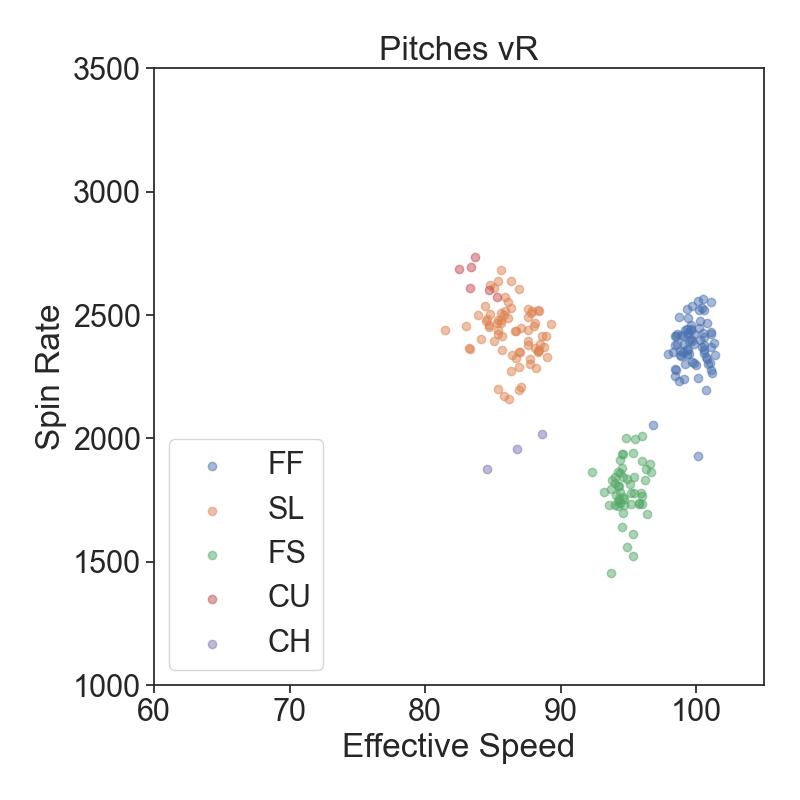 Pitches vR
3500
3000
2500
2000
1500
1000
Spin Rate
FF
SL
FS
CU
CH
60 70 80 90 100
Effective Speed